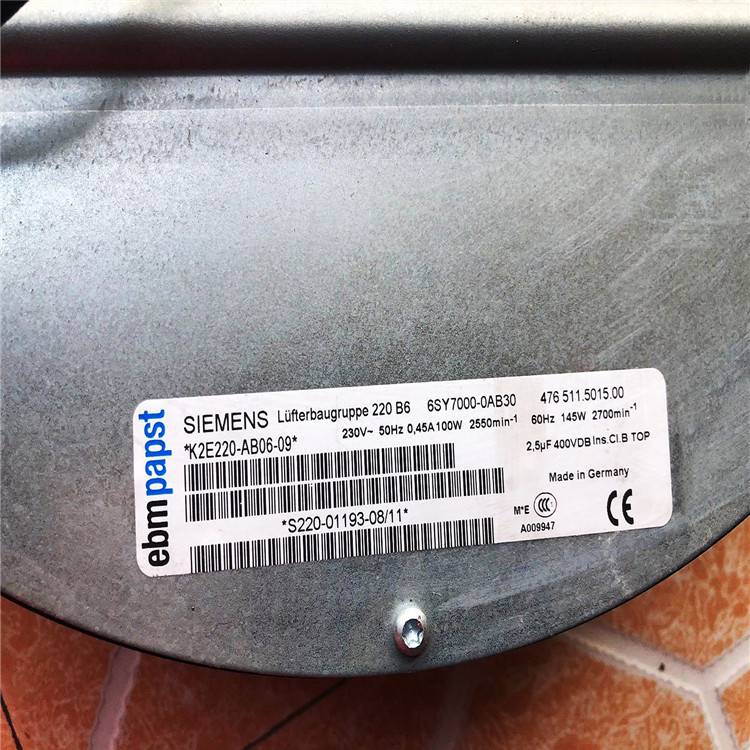 ebmpapst
SIEMENS Lüfterbaugruppe 220 B6 6SY7000-0AB30 476 511.5015.00
*K2E220-AB06-09* 230V~ 50Hz 0,45A 100W 2550min-1 60Hz 145W 2700min-1
2,5µF 400VDB Ins.Cl.B TOP
Made in Germany
*S220-01193-08/11* M*E CCC CE
A009947